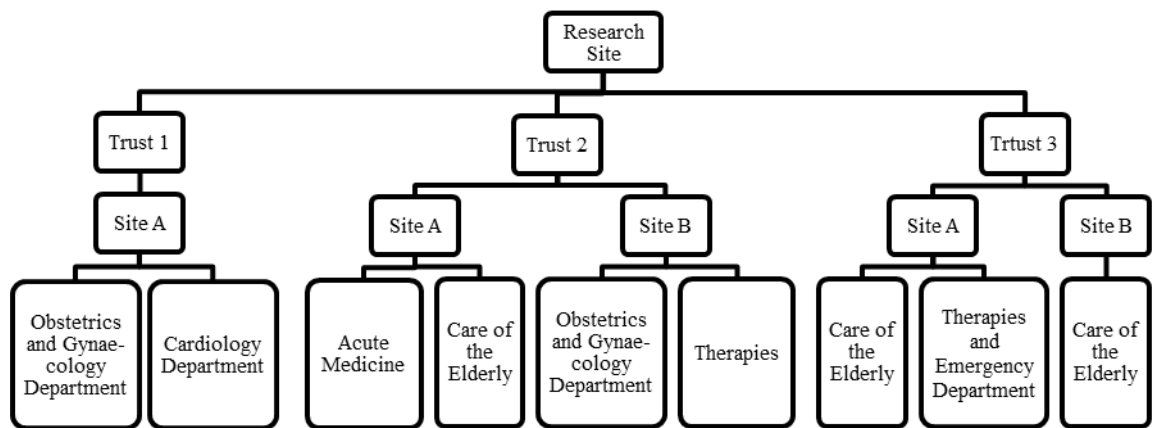 Research
Site
Trust 1
Trust 2
Trtust 3
Site A
Site A
Site B
Site A
Site B
Obstetrics
and Gynae-
cology
Department
Cardiology
Department
Acute
Medicine
Care of
the
Elderly
Obstetrics
and Gynae-
cology
Department
Therapies
Care of
the
Elderly
Therapies
and
Emergency
Department
Care of
the
Elderly